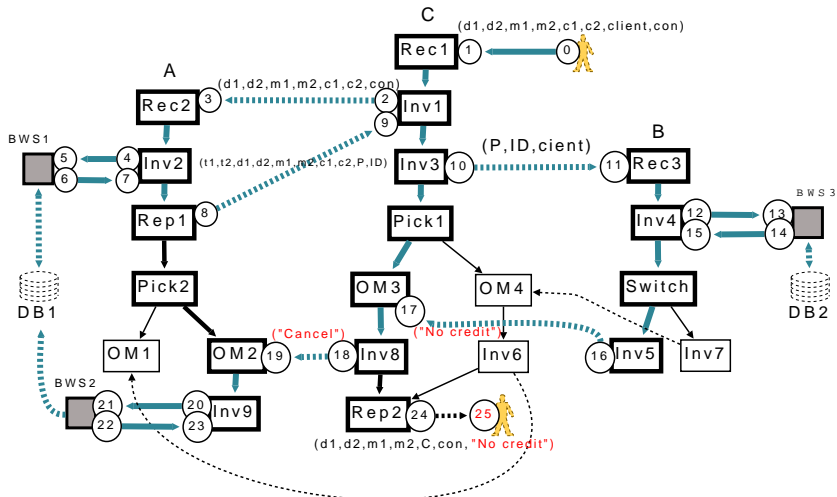 C
(d1,d2,m1,m2,c1,c2,client,con)
Rec1 1 0
A
(d1,d2,m1,m2,c1,c2,con)
Rec2 3 2 Inv1
9
B
BWS1
(P,ID,cient)
5 4 Inv2 (t1,t2,d1,d2,m1,m2,c1,c2,P,ID) Inv3 10 11 Rec3
6 7
BWS3
Rep1 8 Pick1 Inv4 12 13
15 14
Pick2 OM3 OM4 Switch
DB1 17 DB2
("Cancel") ("No credit")
OM1 OM2 19 18 Inv8 Inv6 16 Inv5 Inv7
BWS2
21 20 Inv9 Rep2 24 25
22 23
(d1,d2,m1,m2,C,con,"No credit")